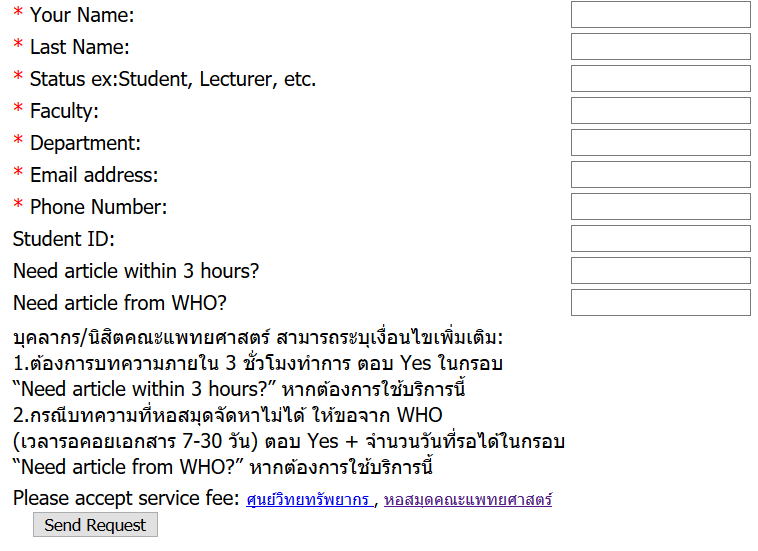 * Your Name:
* Last Name:
* Status ex:Student, Lecturer, etc.
* Faculty:
* Department:
* Email address:
* Phone Number:
Student ID:
Need article within 3 hours?
Need article from WHO?
บุคลากร/นิสิตคณะแพทยศาสตร์ สามารถระบุเงื่อนไขเพิ่มเติม:
1.ต้องการบทความภายใน 3 ชั่วโมงทำการ ตอบ Yes ในกรอบ
“Need article within 3 hours?” หากต้องการใช้บริการนี้
2.กรณีบทความที่หอสมุดจัดหาไม่ได้ ให้ขอจาก WHO
(เวลารอคอยเอกสาร 7-30 วัน) ตอบ Yes + จำนวนวันที่รอได้ในกรอบ
“Need article from WHO?” หากต้องการใช้บริการนี้
Please accept service fee: ศูนย์วิทยทรัพยากร , หอสมุดคณะแพทยศาสตร์
Send Request